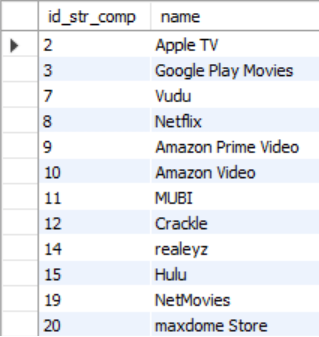 id_str_comp name
2 Apple TV
3 Google Play Movies
7 Vudu
8 Netflix
9 Amazon Prime Video
10 Amazon Video
11 MUBI
12 Crackle
14 realeyz
15 Hulu
19 NetMovies
20 maxdome Store